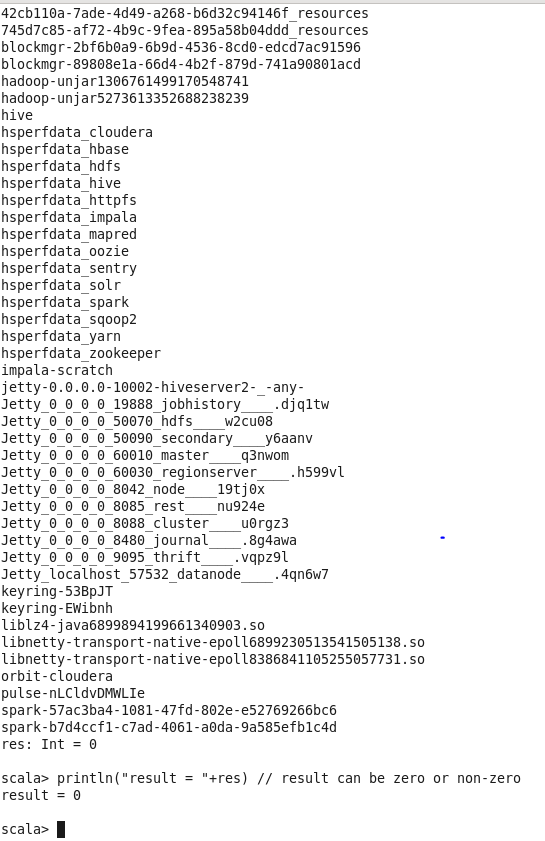 42cb110a-7ade-4d49-a268-b6d32c94146f_resources
745d7c85-af72-4b9c-9fea-895a58b04ddd_resources
blockmgr-2bf6b0a9-6b9d-4536-8cd0-edcd7ac91596
blockmgr-89808e1a-66d4-4b2f-879d-741a90801acd
hadoop-unjar1306761499170548741
hadoop-unjar5273613352688238239
hive
hsperfdata_cloudera
hsperfdata_hbase
hsperfdata_hdfs
hsperfdata_hive
hsperfdata_httpfs
hsperfdata_impala
hsperfdata_mapred
hsperfdata_oozie
hsperfdata_sentry
hsperfdata_solr
hsperfdata_spark
hsperfdata_sqoop2
hsperfdata_yarn
hsperfdata_zookeeper
impala-scratch
jetty-0.0.0.0-10002-hiveserver2-_-any-
Jetty_0_0_0_0_19888_jobhistory____.djq1tw
Jetty_0_0_0_0_50070_hdfs____w2cu08
Jetty_0_0_0_0_50090_secondary____y6aanv
Jetty_0_0_0_0_60010_master____q3nwom
Jetty_0_0_0_0_60030_regionserver____.h599vl
Jetty_0_0_0_0_8042_node____19tj0x
Jetty_0_0_0_0_8085_rest____nu924e
Jetty_0_0_0_0_8088_cluster____u0rgz3
Jetty_0_0_0_0_8480_journal____.8g4awa
Jetty_0_0_0_0_9095_thrift____.vqpz9l
Jetty_localhost_57532_datanode____.4qn6w7
keyring-53BpJT
keyring-EWibnh
liblz4-java6899894199661340903.so
libnetty-transport-native-epoll6899230513541505138.so
libnetty-transport-native-epoll8386841105255057731.so
orbit-cloudera
pulse-nLCldvDMWLIe
spark-57ac3ba4-1081-47fd-802e-e52769266bc6
spark-b7d4ccf1-c7ad-4061-a0da-9a585efb1c4d
res: Int = 0
scala> println("result = "+res) // result can be zero or non-zero
result = 0
scala>